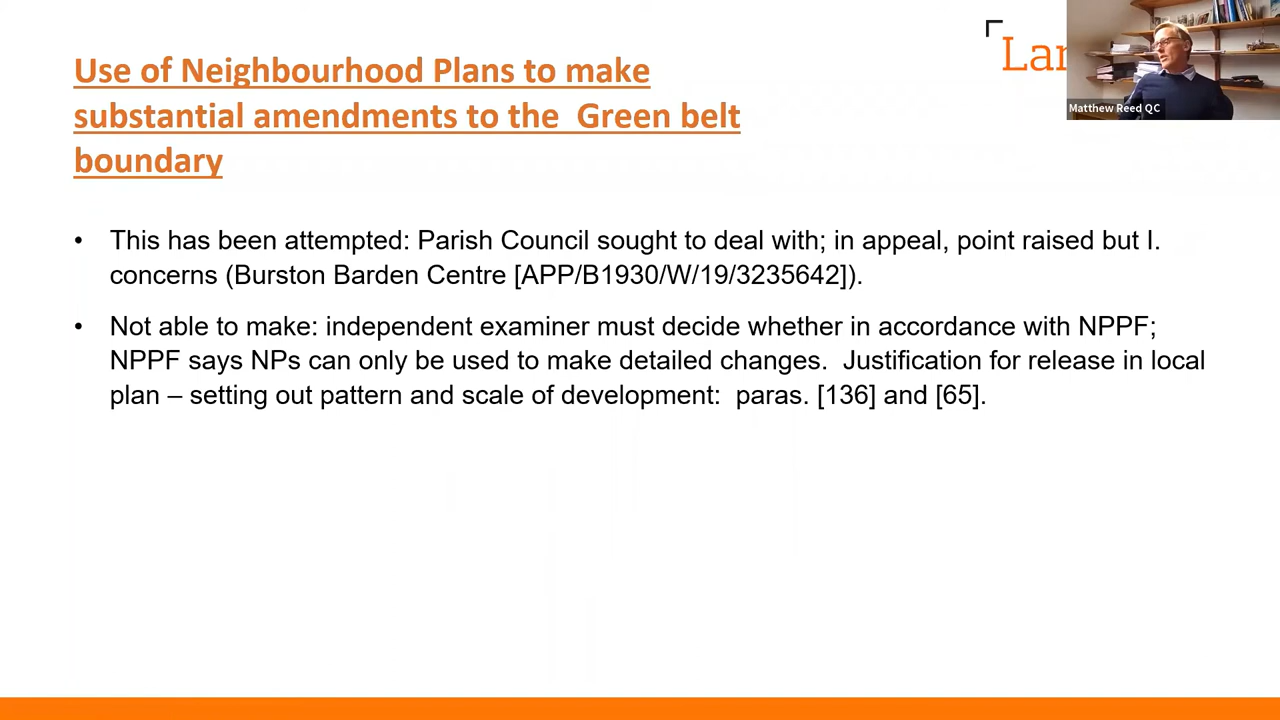 Use of Neighbourhood Plans to make
substantial amendments to the Green belt
boundary
Lan
Matthew Reed QC
• This has been attempted: Parish Council sought to deal with; in appeal, point raised but I.
concerns (Burston Barden Centre [APP/B1930/W/19/3235642]).
• Not able to make: independent examiner must decide whether in accordance with NPPF;
NPPF says NPs can only be used to make detailed changes. Justification for release in local
plan – setting out pattern and scale of development: paras. [136] and [65].